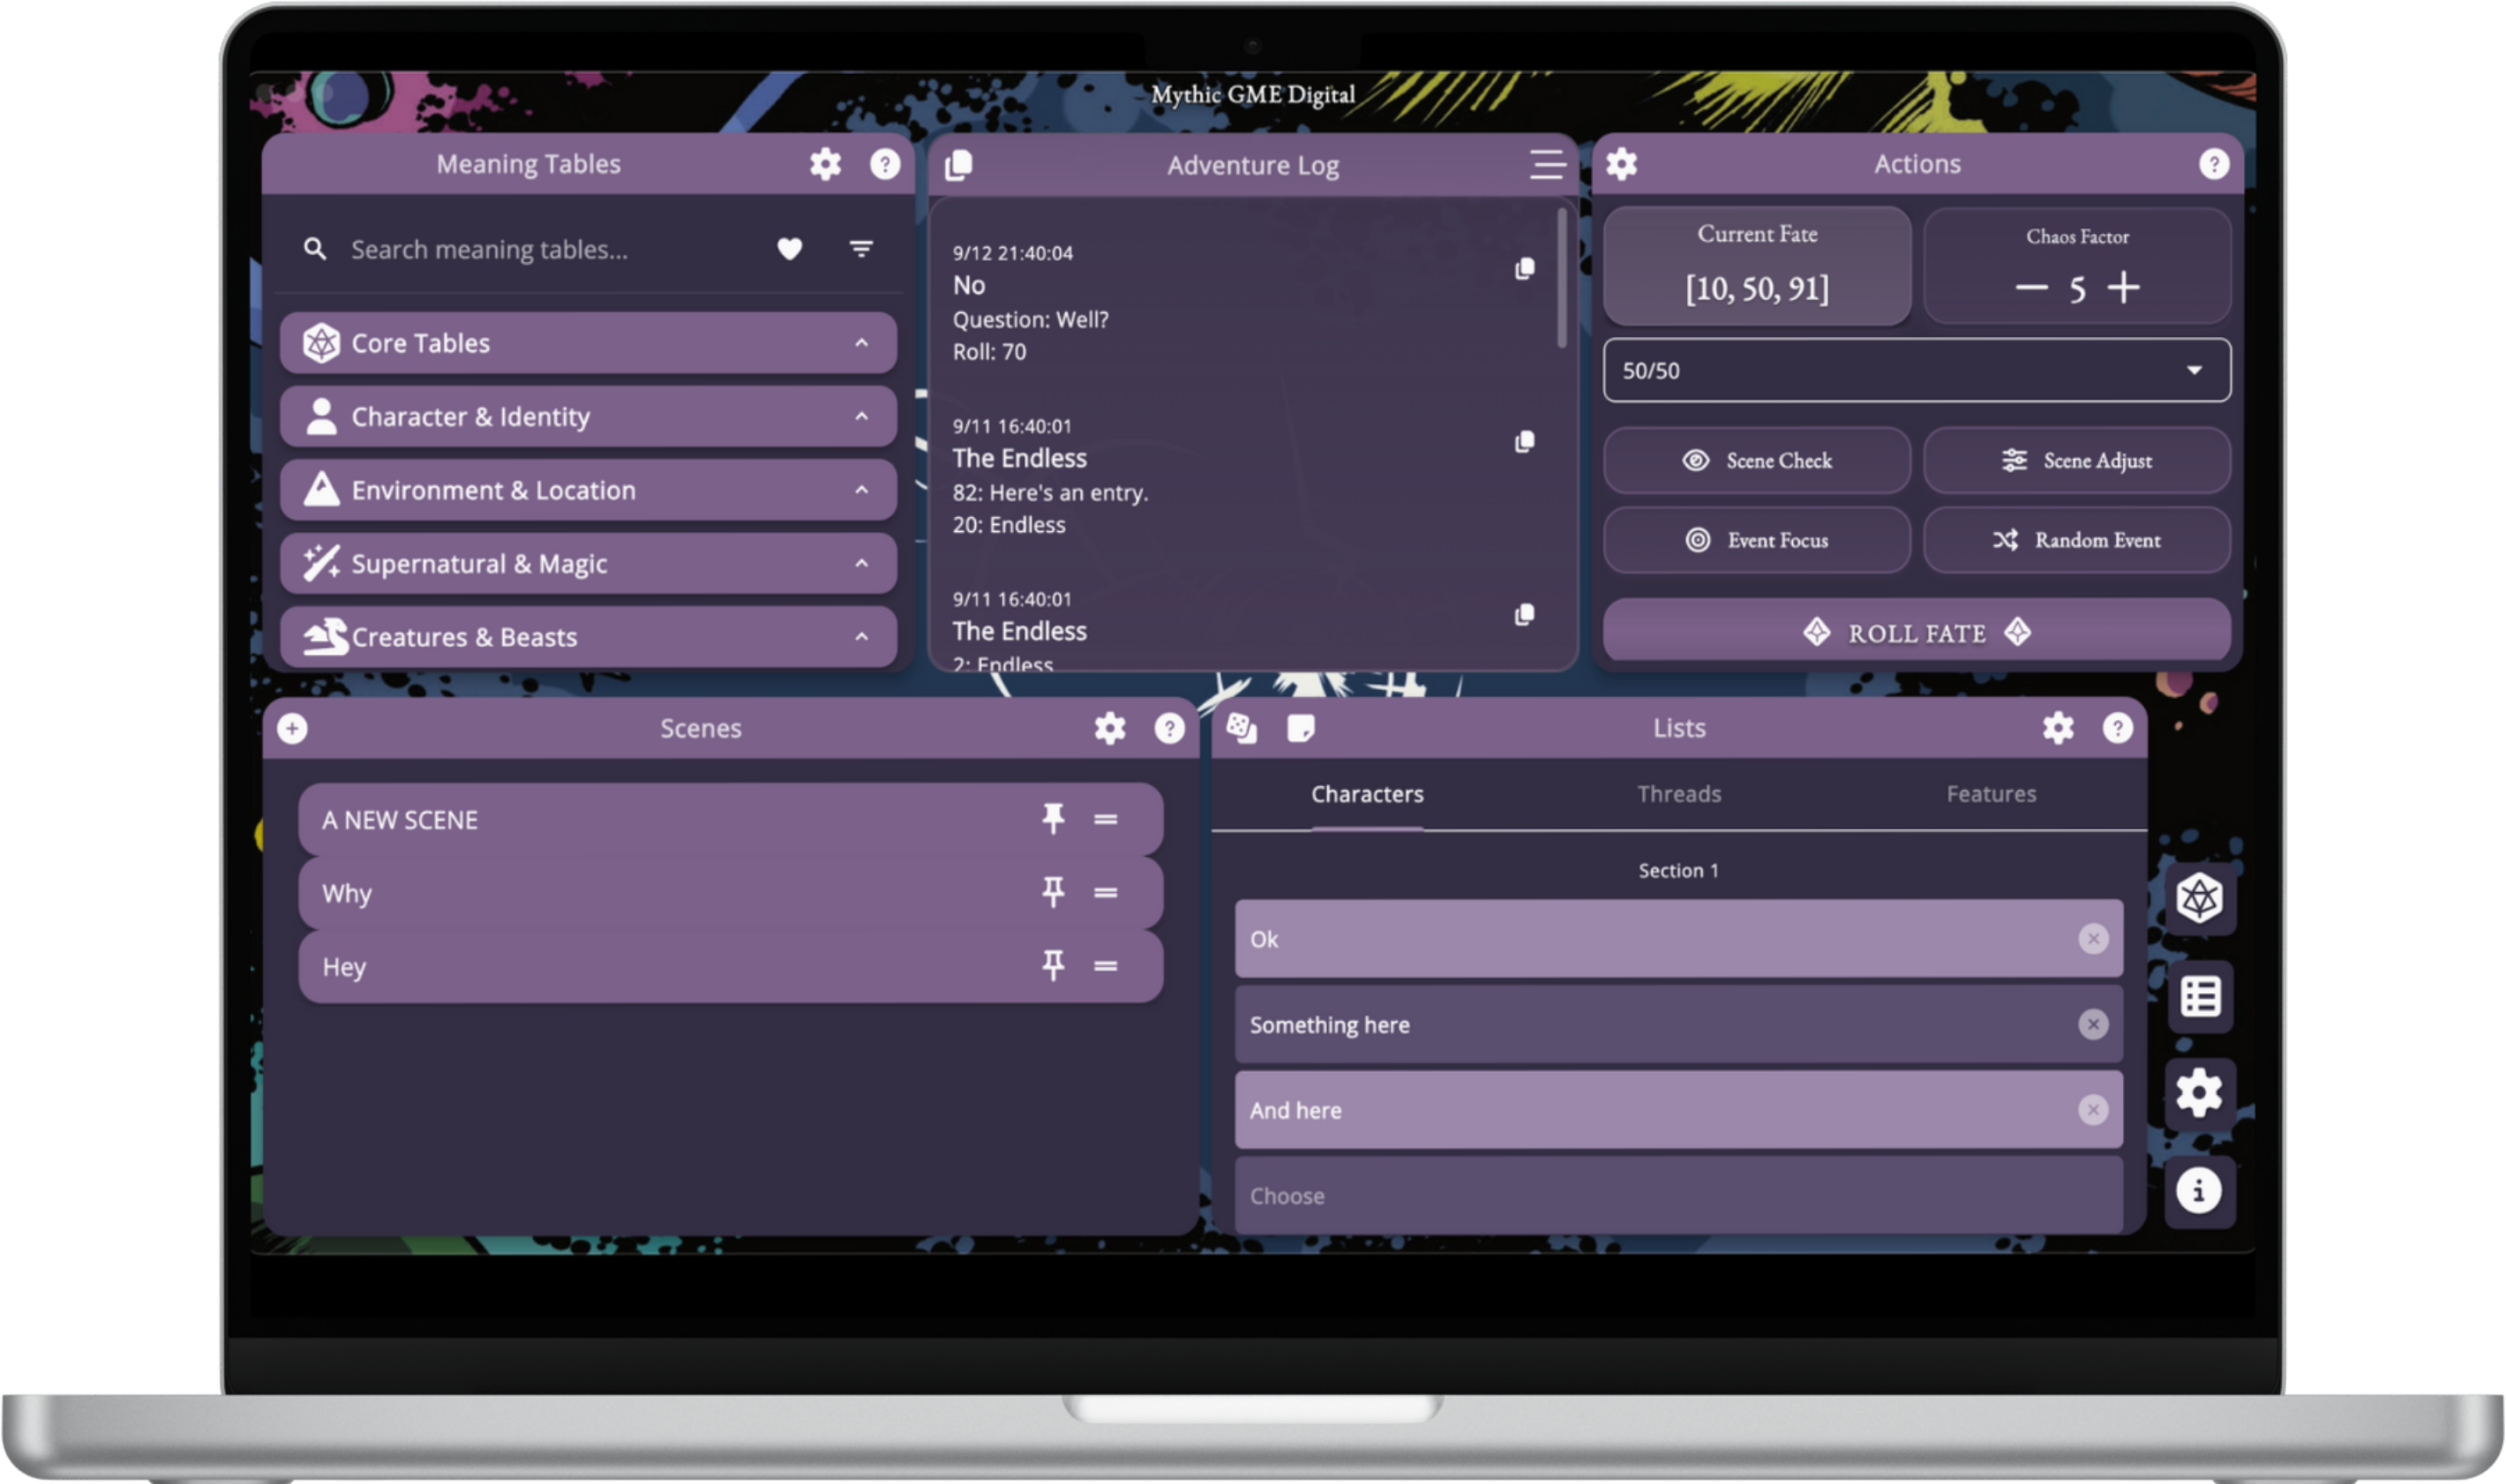 Mythic GME Digital
Meaning Tables
Search meaning tables...
Core Tables
Character & Identity
Environment & Location
Supernatural & Magic
Creatures & Beasts
Adventure Log
9/12 21:40:04
No
Question: Well?
Roll: 70
9/11 16:40:01
The Endless
82: Here's an entry.
20: Endless
9/11 16:40:01
The Endless
2: Endless
Actions
Current Fate
[10, 50, 91]
Chaos Factor
5
50/50
Scene Check
Scene Adjust
Event Focus
Random Event
ROLL FATE
Scenes
A NEW SCENE
Why
Hey
Lists
Characters
Threads
Features
Section 1
Ok
Something here
And here
Choose